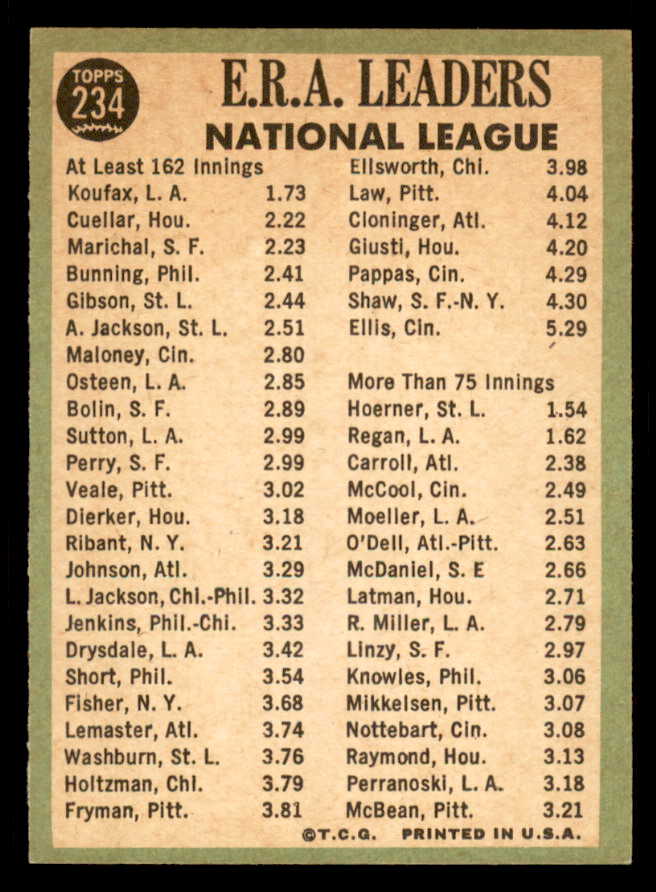 TOPPS
234
E.R.A. LEADERS
NATIONAL LEAGUE
At Least 162 Innings
Koufax, L. A. 1.73
Cuellar, Hou. 2.22
Marichal, S. F. 2.23
Bunning, Phil. 2.41
Gibson, St. L. 2.44
A. Jackson, St. L. 2.51
Maloney, Cin. 2.80
Osteen, L. A. 2.85
Bolin, S. F. 2.89
Sutton, L. A. 2.99
Perry, S. F. 2.99
Veale, Pitt. 3.02
Dierker, Hou. 3.18
Ribant, N. Y. 3.21
Johnson, Atl. 3.29
L. Jackson, Chi.-Phil. 3.32
Jenkins, Phil.-Chi. 3.33
Drysdale, L. A. 3.42
Short, Phil. 3.54
Fisher, N. Y. 3.68
Lemaster, Atl. 3.74
Washburn, St. L. 3.76
Holtzman, Chi. 3.79
Fryman, Pitt. 3.81
Ellsworth, Chi. 3.98
Law, Pitt. 4.04
Cloninger, Atl. 4.12
Giusti, Hou. 4.20
Pappas, Cin. 4.29
Shaw, S. F.-N. Y. 4.30
Ellis, Cin. 5.29
More Than 75 Innings
Hoerner, St. L. 1.54
Regan, L. A. 1.62
Carroll, Atl. 2.38
McCool, Cin. 2.49
Moeller, L. A. 2.51
O'Dell, Atl.-Pitt. 2.63
McDaniel, S. E 2.66
Latman, Hou. 2.71
R. Miller, L. A. 2.79
Linzy, S. F. 2.97
Knowles, Phil. 3.06
Mikkelsen, Pitt. 3.07
Nottebart, Cin. 3.08
Raymond, Hou. 3.13
Perranoski, L. A. 3.18
McBean, Pitt. 3.21
©T.C.G. PRINTED IN U.S.A.